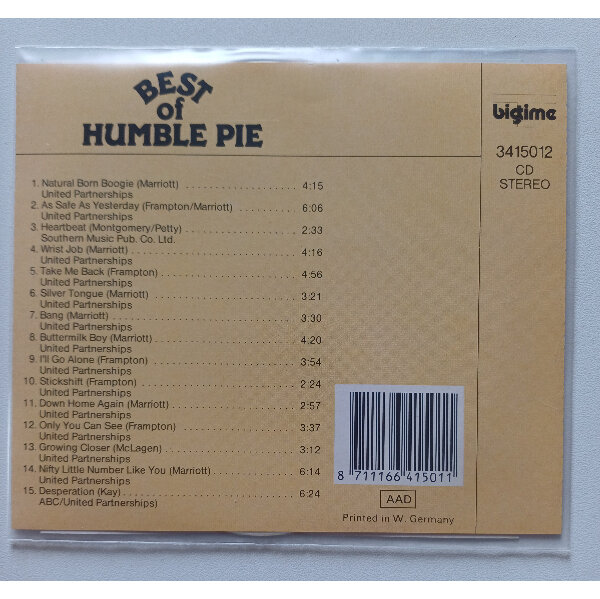 BEST
of
HUMBLE PIE
1. Natural Born Boogie (Marriott) 4:15
United Partnerships
2. As Safe As Yesterday (Frampton/Marriott) 6:06
United Partnerships
3. Heartbeat (Montgomery/Petty) 2:33
Southern Music Pub. Co. Ltd.
4. Wrist Job (Marriott) 4:16
United Partnerships
5. Take Me Back (Frampton) 4:56
United Partnerships
6. Silver Tongue (Marriott) 3:21
United Partnerships
7. Bang (Marriott) 3:30
United Partnerships
8. Buttermilk Boy (Marriott) 4:20
United Partnerships
9. I'll Go Alone (Frampton) 3:54
United Partnerships
10. Stickshift (Frampton) 2:24
United Partnerships
11. Down Home Again (Marriott) 2:57
United Partnerships
12. Only You Can See (Frampton) 3:37
United Partnerships
13. Growing Closer (McLagen) 3:12
United Partnerships
14. Nifty Little Number Like You (Marriott) 6:14
United Partnerships
15. Desperation (Kay) 6:24
ABC/United Partnerships)
bigtime
3415012
CD
STEREO
8 711166 415011
AAD
Printed in W. Germany